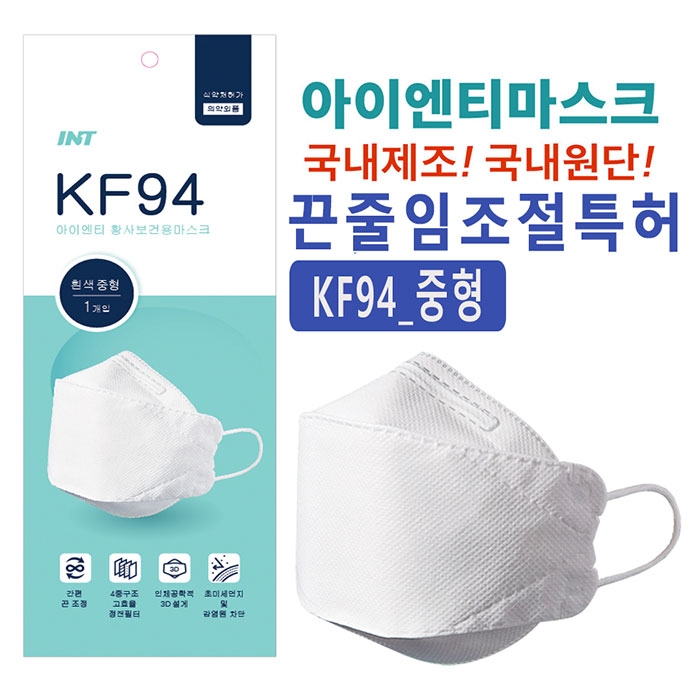 식약처허가
의약외품
INT
KF94
아이엔티 황사보건용마스크
흰색 중형
1 개입
간편
끈 조정
4중구조
고효율
정전필터
3D
인체공학적
3D 설계
초미세먼지
및
감염원 차단
아이엔티마스크
국내제조! 국내원단!
끈줄임조절특허
KF94_중형